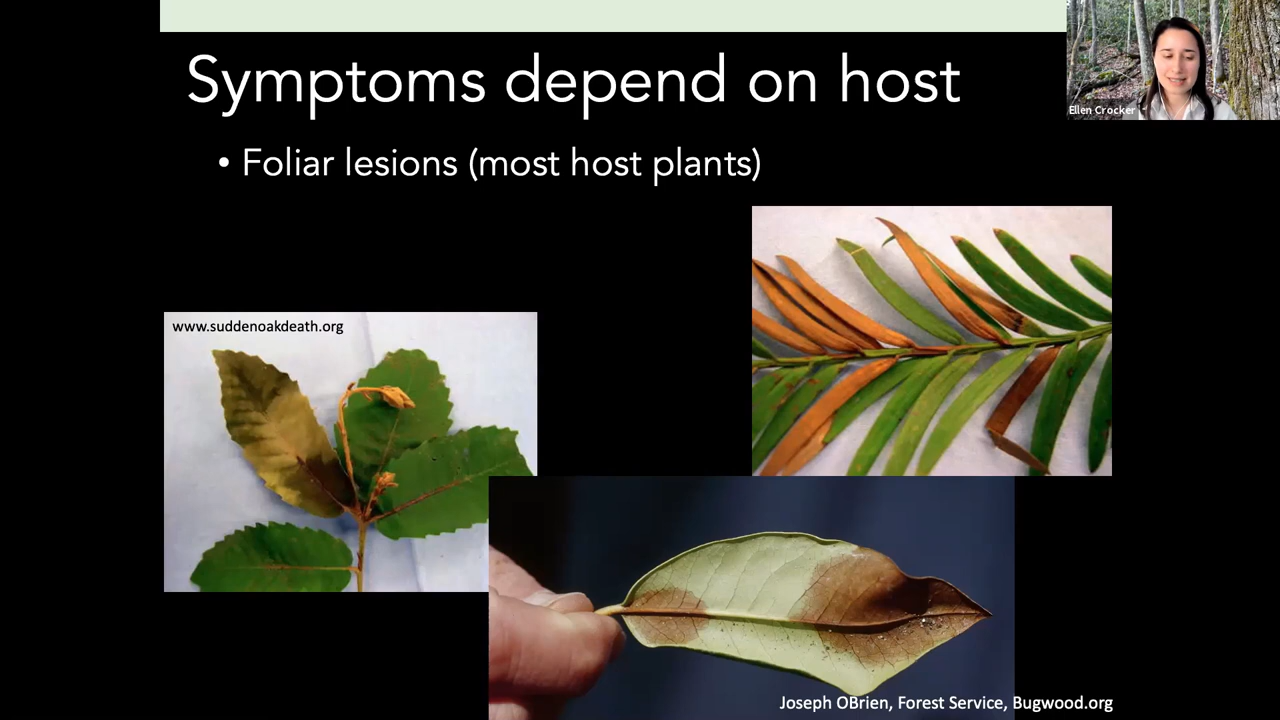 Symptoms depend on host
Ellen Crocker
• Foliar lesions (most host plants)
www.suddenoakdeath.org
Joseph OBrien, Forest Service, Bugwood.org